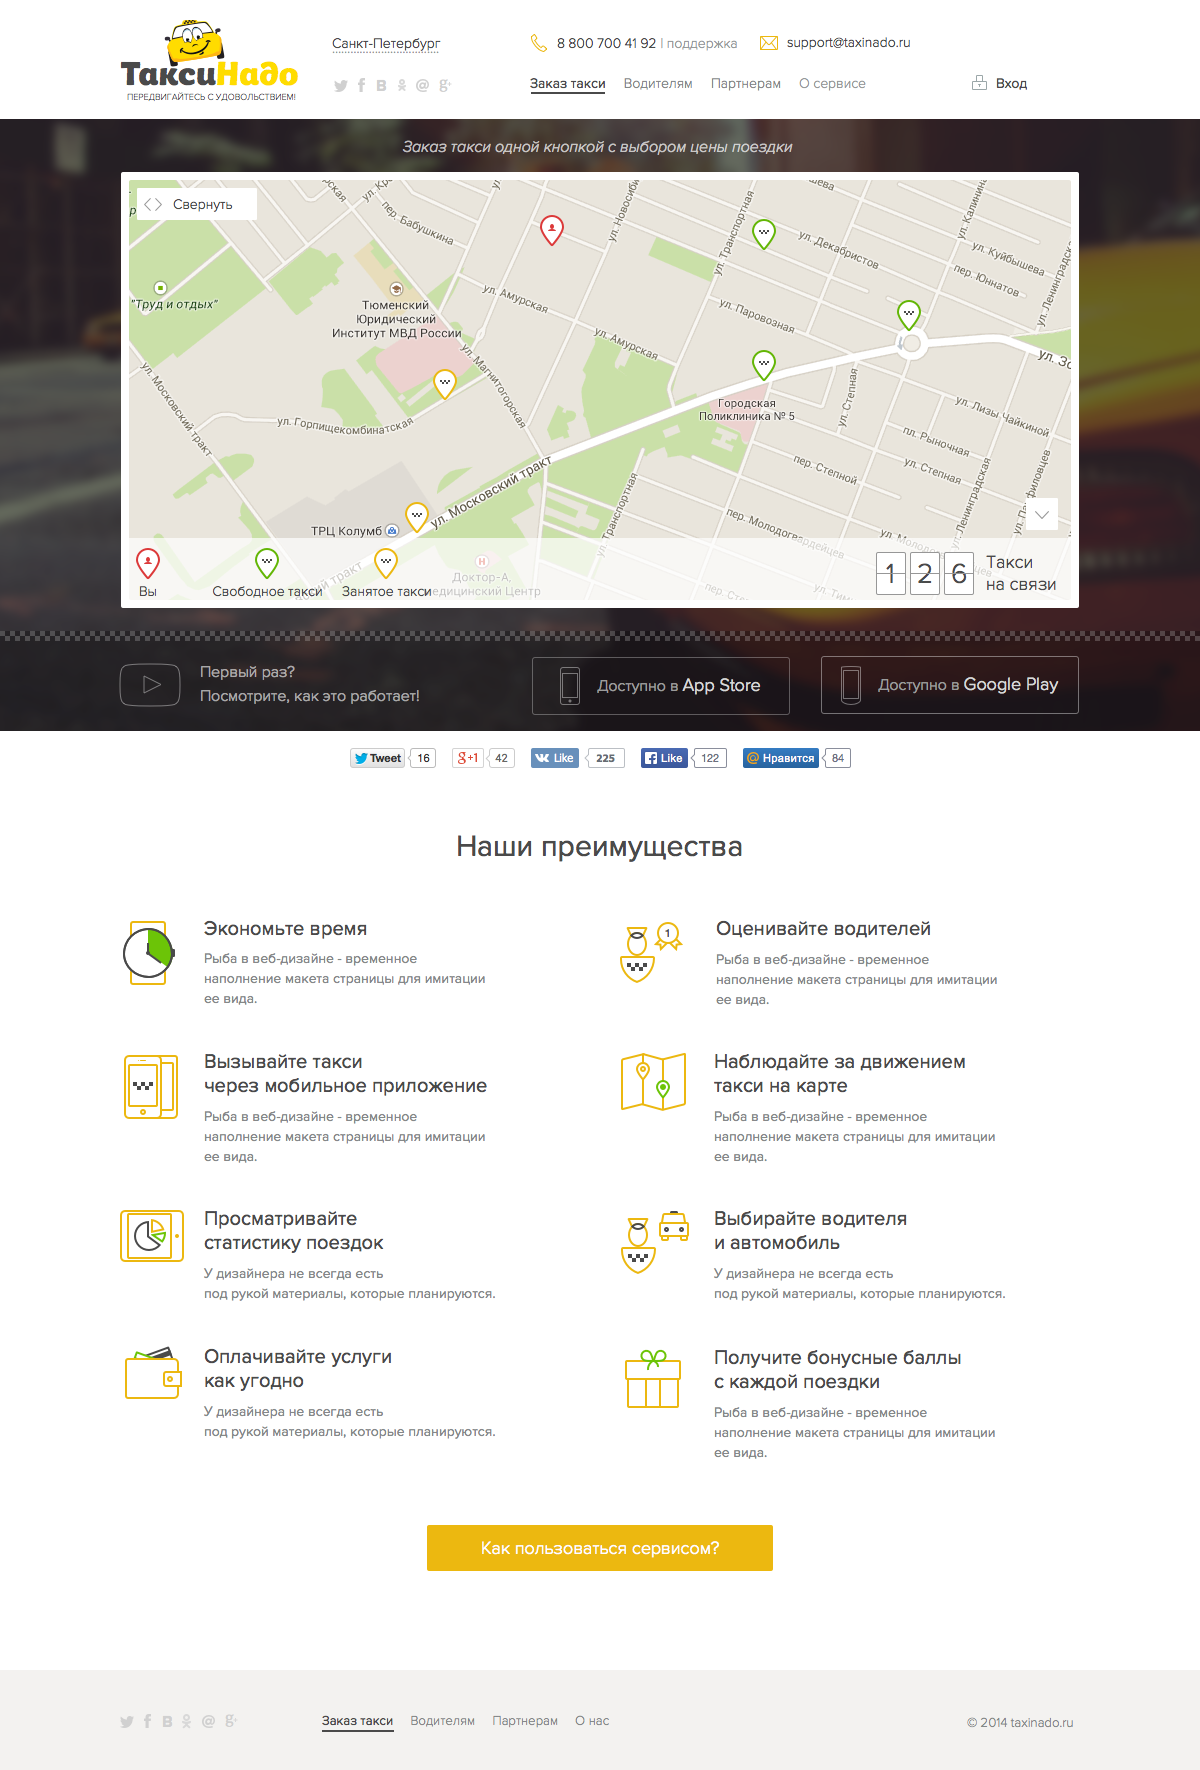 ТаксиНадо
ПЕРЕДВИГАЙТЕСЬ С УДОВОЛЬСТВИЕМ!
Санкт-Петербург
8 800 700 41 92 | поддержка
support@taxinado.ru
Заказ такси
Водителям
Партнерам
О сервисе
Вход
Заказ такси одной кнопкой с выбором цены поездки
Свернуть
пер. Бабушкина
ул. Новосиби
ул. Транспортная
ул. Декабристов
ул. Калинина
ул. Куйбышева
пер. Юннатов
ул. Ленинградская
"Труд и отдых"
Тюменский
Юридический
Институт МВД России
ул. Амурская
ул. Амурская
ул. Паровозная
ул. Магнитогорская
ул. Московский тракт
ул. Горпищекомбинатская
Городская
Поликлиника № 5
ул. Степная
ул. Зо
ул. Лизы Чайкиной
пл. Рыночная
ул. Степная
пер. Степной
ул. Ленинградская
ул. Московский тракт
ул. Транспортная
пер. Молодогвардейцев
ТРЦ Колумб
Доктор-А,
едицинский Центр
Вы
Свободное такси
Занятое такси
1 2 6
Такси
на связи
Первый раз?
Посмотрите, как это работает!
Доступно в App Store
Доступно в Google Play
Tweet 16
g+1 42
Like 225
Like 122
Нравится 84
Наши преимущества
Экономьте время
Рыба в веб-дизайне - временное
наполнение макета страницы для имитации
ее вида.
1
Оценивайте водителей
Рыба в веб-дизайне - временное
наполнение макета страницы для имитации
ее вида.
Вызывайте такси
через мобильное приложение
Рыба в веб-дизайне - временное
наполнение макета страницы для имитации
ее вида.
Наблюдайте за движением
такси на карте
Рыба в веб-дизайне - временное
наполнение макета страницы для имитации
ее вида.
Просматривайте
статистику поездок
У дизайнера не всегда есть
под рукой материалы, которые планируются.
Выбирайте водителя
и автомобиль
У дизайнера не всегда есть
под рукой материалы, которые планируются.
Оплачивайте услуги
как угодно
У дизайнера не всегда есть
под рукой материалы, которые планируются.
Получите бонусные баллы
с каждой поездки
Рыба в веб-дизайне - временное
наполнение макета страницы для имитации
ее вида.
Как пользоваться сервисом?
Заказ такси
Водителям
Партнерам
О нас
© 2014 taxinado.ru